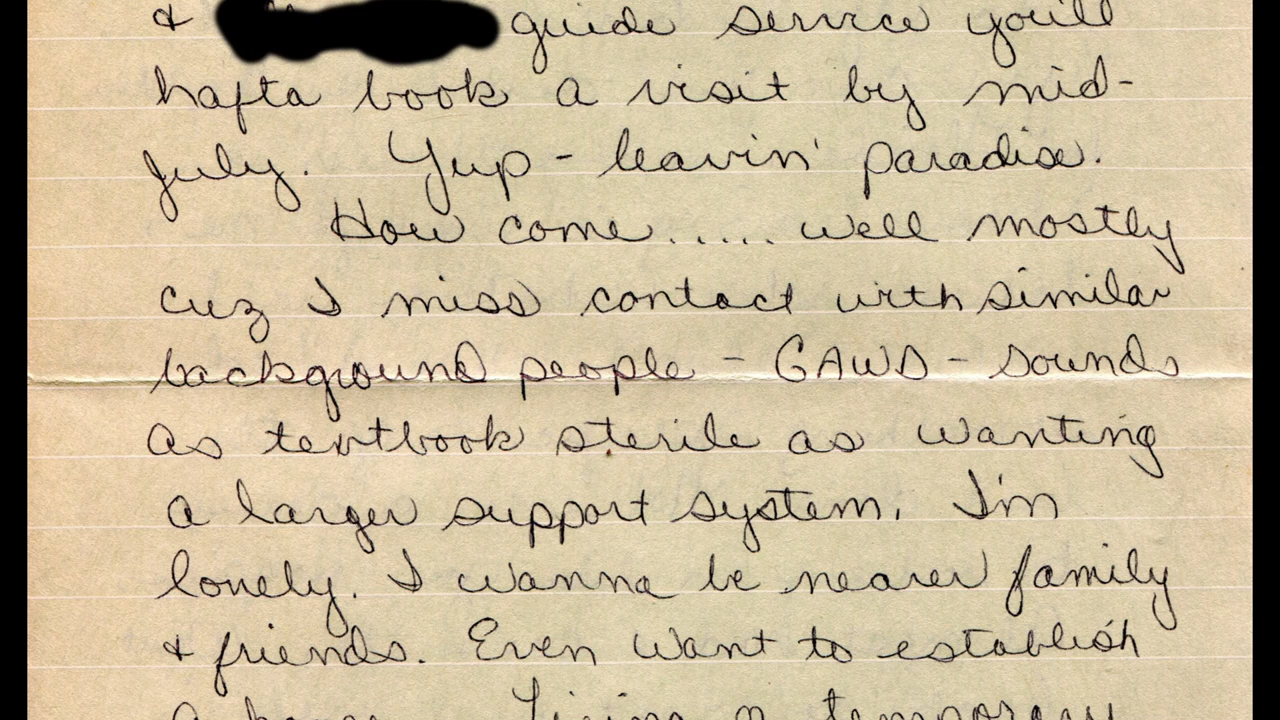 & guide service you'll
hafta book a visit by mid-
July. Yup - leavin' paradise.
How come...... well mostly
cuz I miss contact with similar
background people - GAWD - sounds
as textbook sterile as wanting
a larger support system. I'm
lonely. I wanna be nearer family
& friends. Even want to establish
a Living a temporary